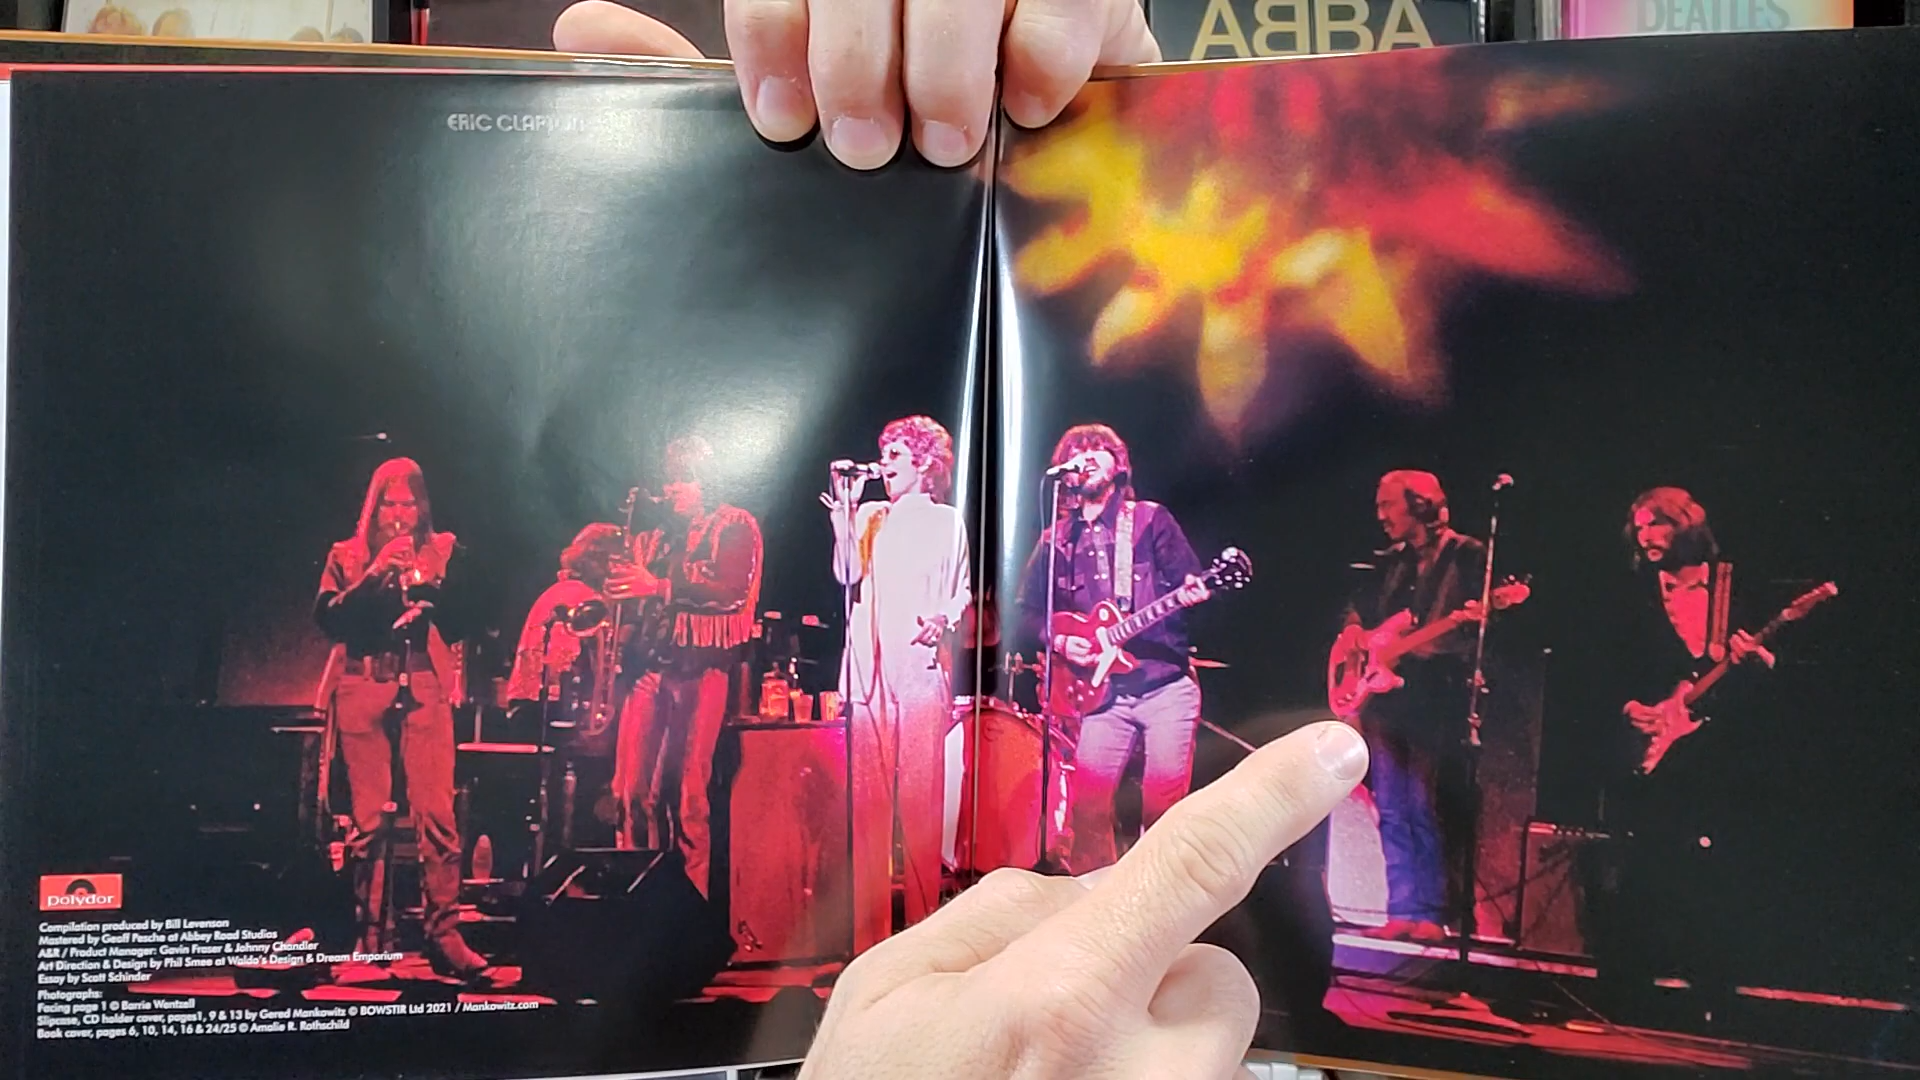 ABBA
BEATLES
ERIC CLAPTON
Polydor
Compilation produced by Bill Levenson
Mastered by Geoff Pesche at Abbey Road Studios
A&R / Product Manager: Gavin Fraser & Johnny Chandler
Art Direction & Design by Phil Smee at Waldo's Design & Dream Emporium
Essay by Scott Schinder
Photographs:
Facing page 1 © Barrie Wentzell
Slipcase, CD holder cover, pages1, 9 & 13 by Gered Mankowitz © BOWSTIR Ltd 2021 / Mankowitz.com
Book cover, pages 6, 10, 14, 16 & 24/25 © Amalie R. Rothschild